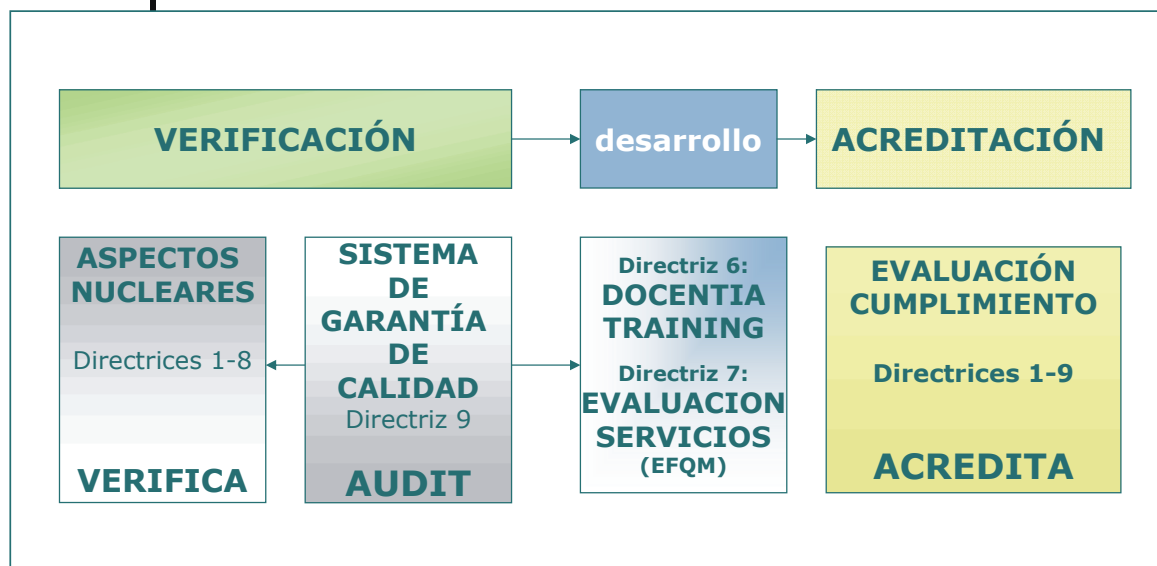 VERIFICACIÓN
desarrollo
ACREDITACIÓN
ASPECTOS
NUCLEARES
Directrices 1-8
VERIFICA
SISTEMA
DE
GARANTÍA
DE
CALIDAD
Directriz 9
AUDIT
Directriz 6:
DOCENTIA
TRAINING
Directriz 7:
EVALUACION
SERVICIOS
(EFQM)
EVALUACIÓN
CUMPLIMIENTO
Directrices 1-9
ACREDITA